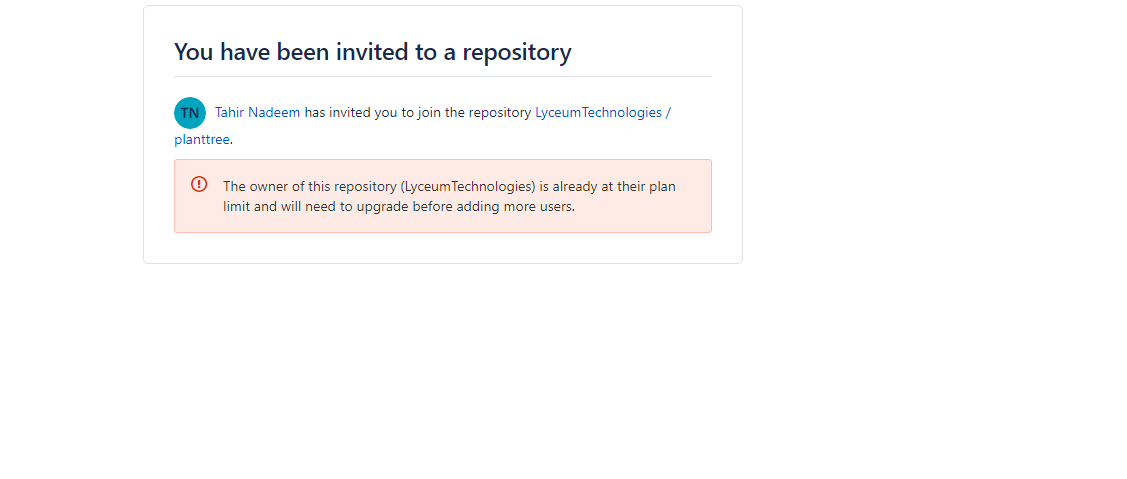 You have been invited to a repository
TN Tahir Nadeem has invited you to join the repository LyceumTechnologies /
planttree.
The owner of this repository (LyceumTechnologies) is already at their plan
limit and will need to upgrade before adding more users.